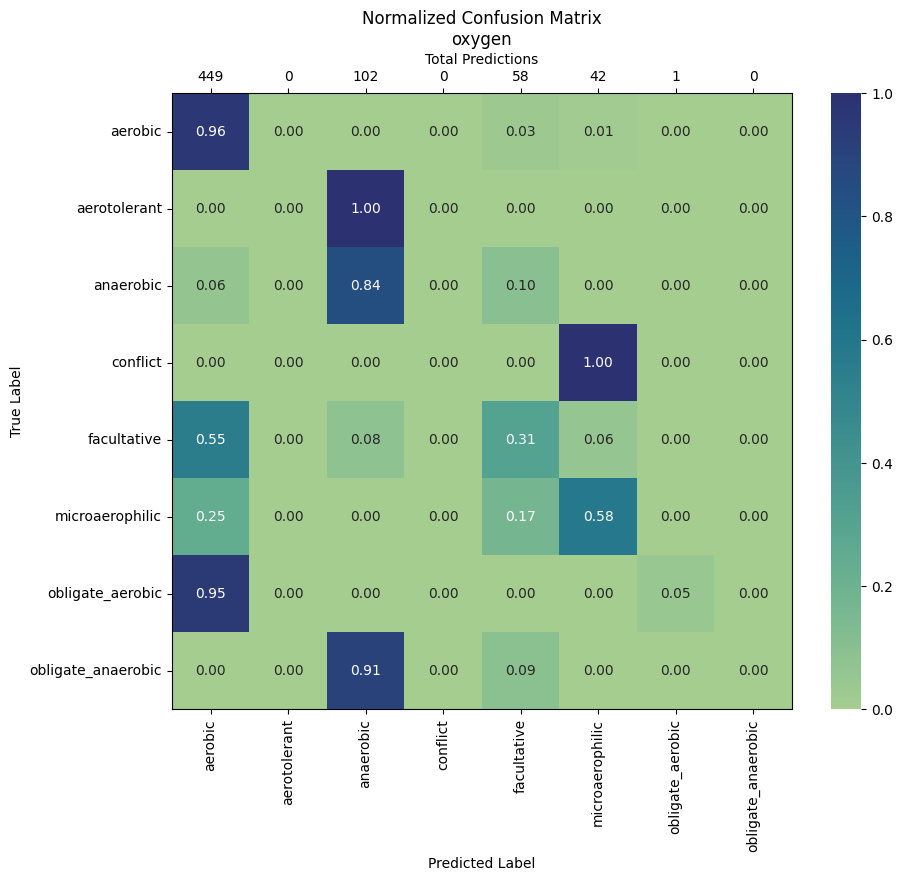 Normalized Confusion Matrix
oxygen
Total Predictions
449 0 102 0 58 42 1 0
aerobic 0.96 0.00 0.00 0.00 0.03 0.01 0.00 0.00 1.0
aerotolerant 0.00 0.00 1.00 0.00 0.00 0.00 0.00 0.00 0.8
anaerobic 0.06 0.00 0.84 0.00 0.10 0.00 0.00 0.00
conflict 0.00 0.00 0.00 0.00 0.00 1.00 0.00 0.00 0.6
True Label
facultative 0.55 0.00 0.08 0.00 0.31 0.06 0.00 0.00 0.4
microaerophilic 0.25 0.00 0.00 0.00 0.17 0.58 0.00 0.00
obligate_aerobic 0.95 0.00 0.00 0.00 0.00 0.00 0.05 0.00 0.2
obligate_anaerobic 0.00 0.00 0.91 0.00 0.09 0.00 0.00 0.00 0.0
aerobic
aerotolerant
anaerobic
conflict
facultative
microaerophilic
obligate_aerobic
obligate_anaerobic
Predicted Label